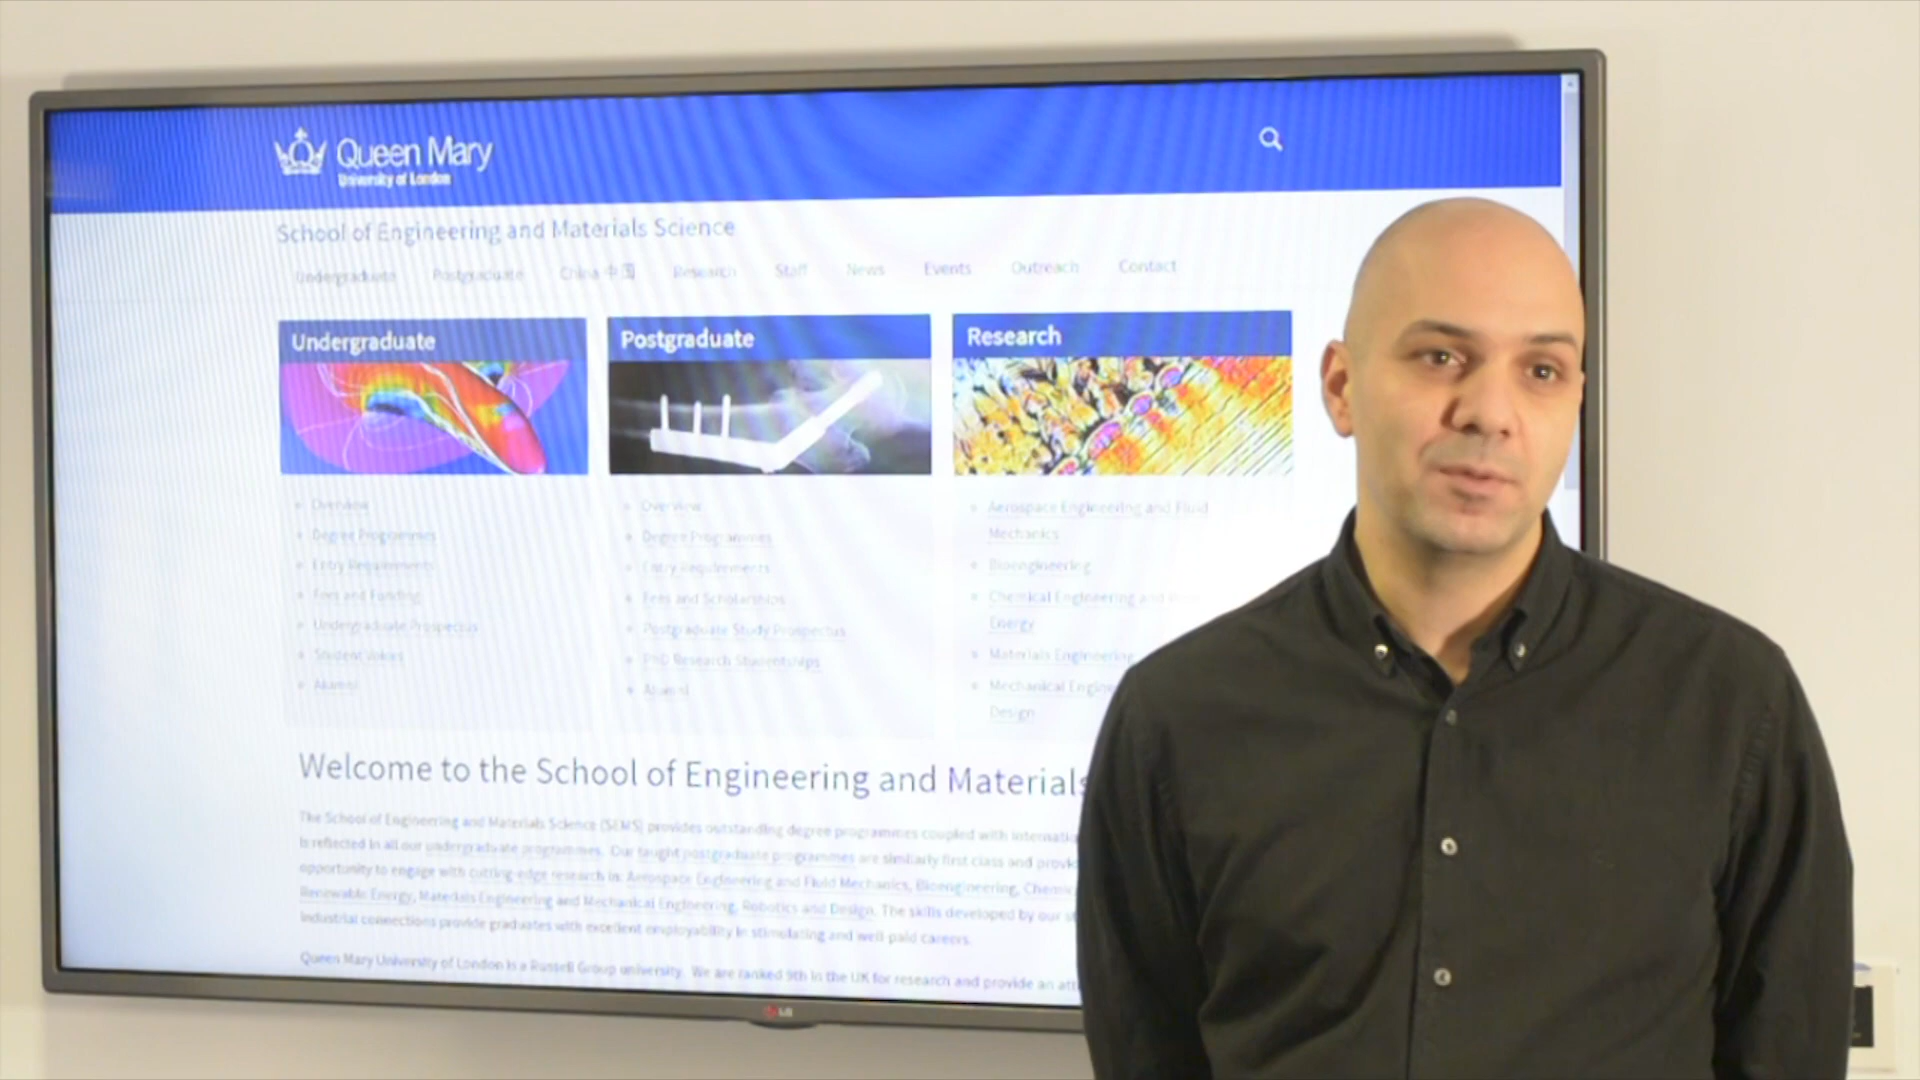 Queen Mary
University of London
School of Engineering and Materials Science
Undergraduate Postgraduate China 中国 Research Staff News Events Outreach Contact
Undergraduate Postgraduate Research
Overview
Degree Programmes
Entry Requirements
Fees and Funding
Undergraduate Prospectus
Student Voices
Alumni
Overview
Degree Programmes
Entry Requirements
Fees and Scholarships
Postgraduate Study Prospectus
PhD Research Studentships
Alumni
Aerospace Engineering and Fluid
Mechanics
Bioengineering
Chemical Engineering and
Energy
Materials Engineering
Mechanical
Design
Welcome to the School of Engineering and Materials
The School of Engineering and Materials Science (SEMS) provides outstanding degree programmes coupled with
is reflected in all our undergraduate programmes. Our taught postgraduate programmes are similarly first class and
opportunity to engage with cutting-edge research in: Aerospace Engineering and Fluid Mechanics, Bioengineering,
Renewable Energy, Materials Engineering and Mechanical Engineering, Robotics and Design. The skills developed by our
industrial connections provide graduates with excellent employability in stimulating and well paid careers.
Queen Mary University of London is a Russell Group university. We are ranked 9th in the UK for research and provide an
LG